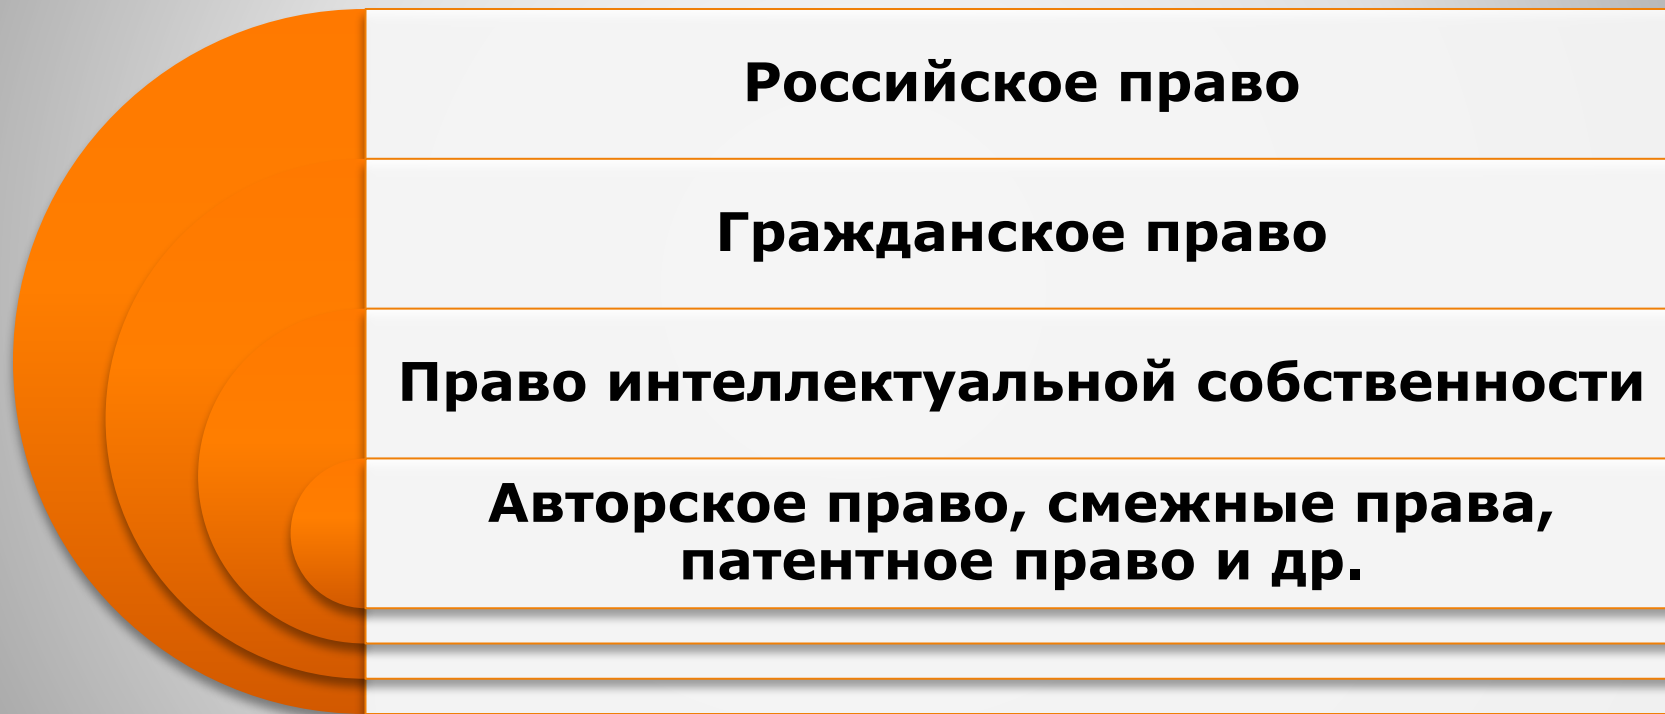 Российское право
Гражданское право
Право интеллектуальной собственности
Авторское право, смежные права,
патентное право и др.